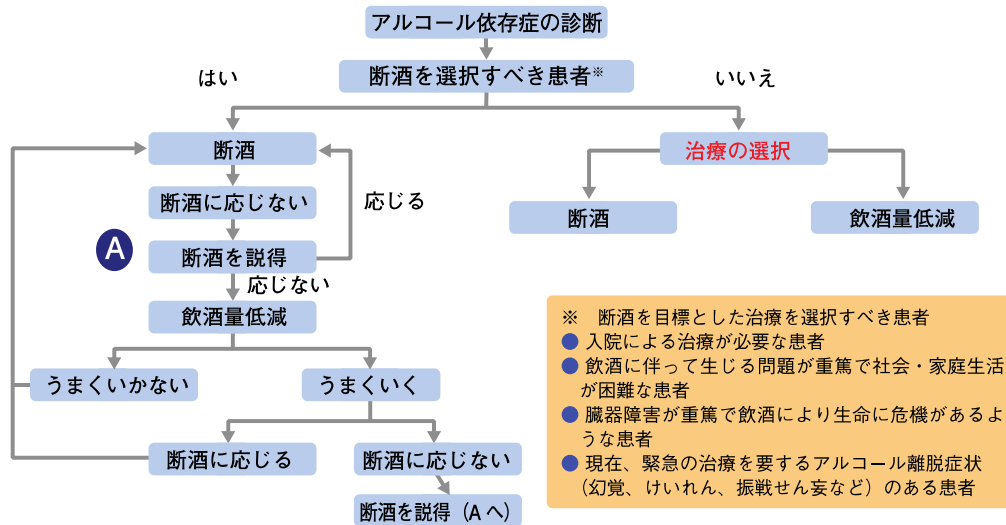 アルコール依存症の診断
断酒を選択すべき患者※
はい
いいえ
断酒
治療の選択
断酒に応じない
応じる
断酒
飲酒量低減
A
断酒を説得
応じない
飲酒量低減
うまくいかない
うまくいく
断酒に応じる
断酒に応じない
断酒を説得（Aへ）
※ 断酒を目標とした治療を選択すべき患者
● 入院による治療が必要な患者
● 飲酒に伴って生じる問題が重篤で社会・家庭生活
が困難な患者
● 臓器障害が重篤で飲酒により生命に危機があるよ
うな患者
● 現在、緊急の治療を要するアルコール離脱症状
（幻覚、けいれん、振戦せん妄など）のある患者